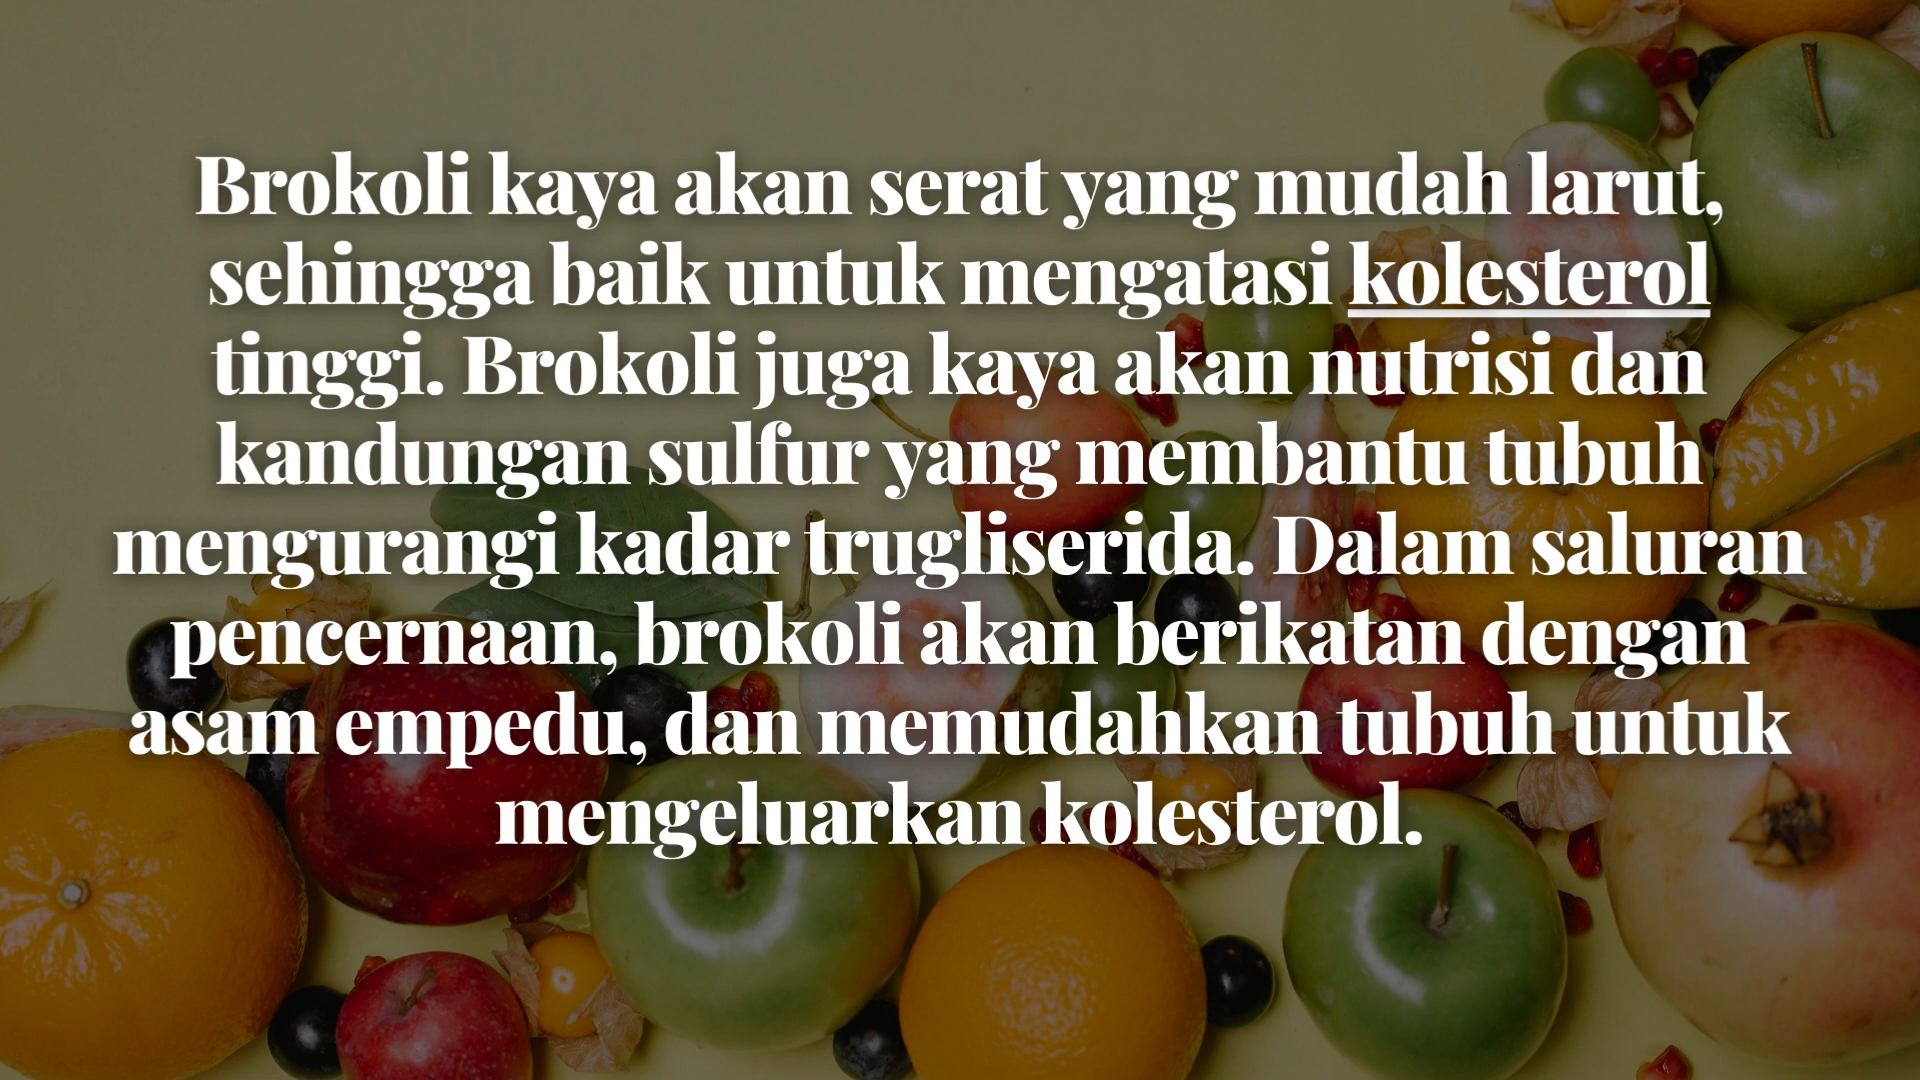 Brokoli kaya akan serat yang mudah larut,
sehingga baik untuk mengatasi kolesterol
tinggi. Brokoli juga kaya akan nutrisi dan
kandungan sulfur yang membantu tubuh
mengurangi kadar trugliserida. Dalam saluran
pencernaan, brokoli akan berikatan dengan
asam empedu, dan memudahkan tubuh untuk
mengeluarkan kolesterol.